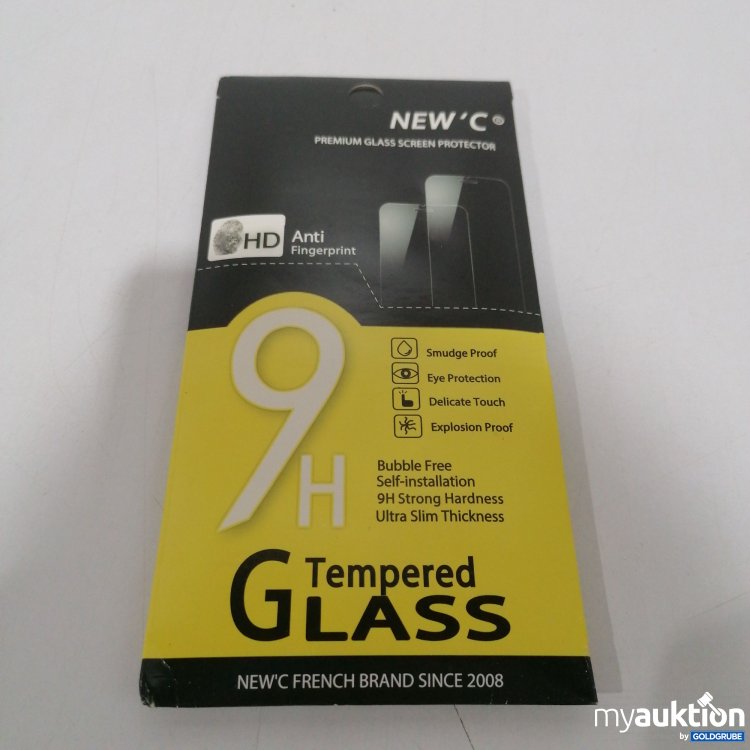 NEW'C®
PREMIUM GLASS SCREEN PROTECTOR
HD Anti
Fingerprint
9H
Smudge Proof
Eye Protection
Delicate Touch
Explosion Proof
Bubble Free
Self-installation
9H Strong Hardness
Ultra Slim Thickness
Tempered
GLASS
NEW'C FRENCH BRAND SINCE 2008
myauktion
by GOLDGRUBE